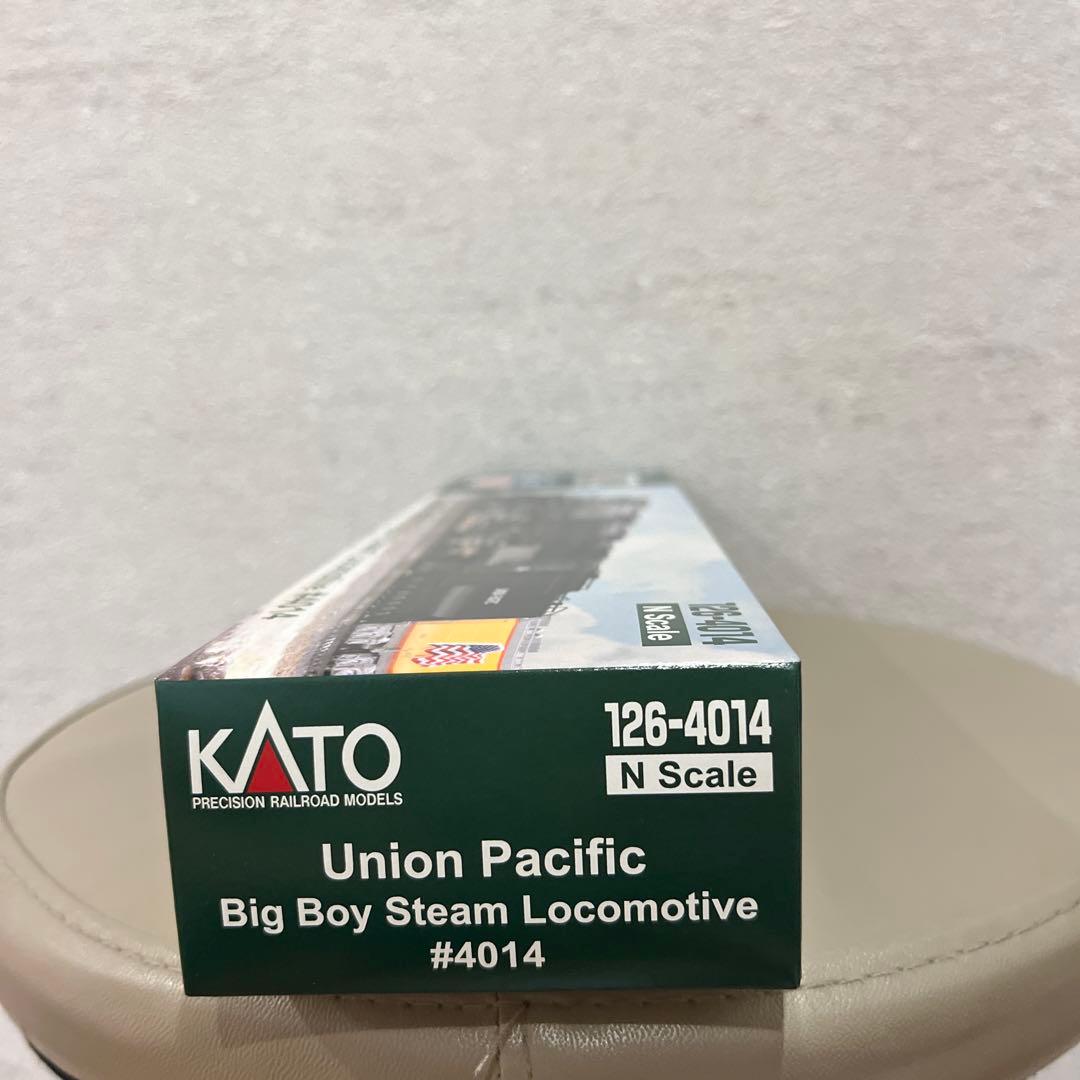 126-4014
N Scale
KATO
PRECISION RAILROAD MODELS
126-4014
N Scale
Union Pacific
Big Boy Steam Locomotive
#4014